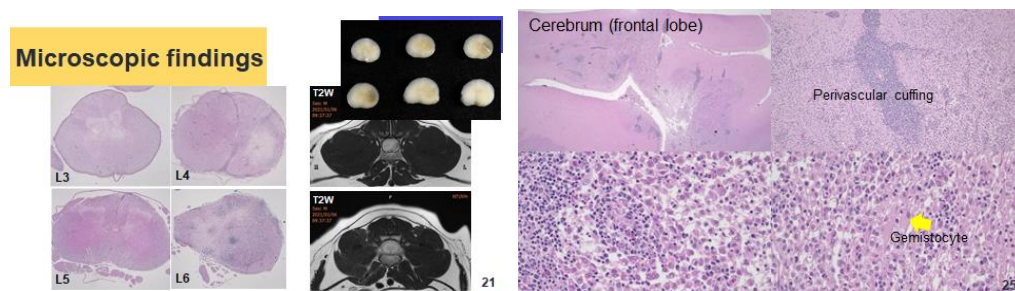 Microscopic findings
L3
L4
L5
L6
T2W
T2W
21
Cerebrum (frontal lobe)
Perivascular cuffing
Gemistocyte
25